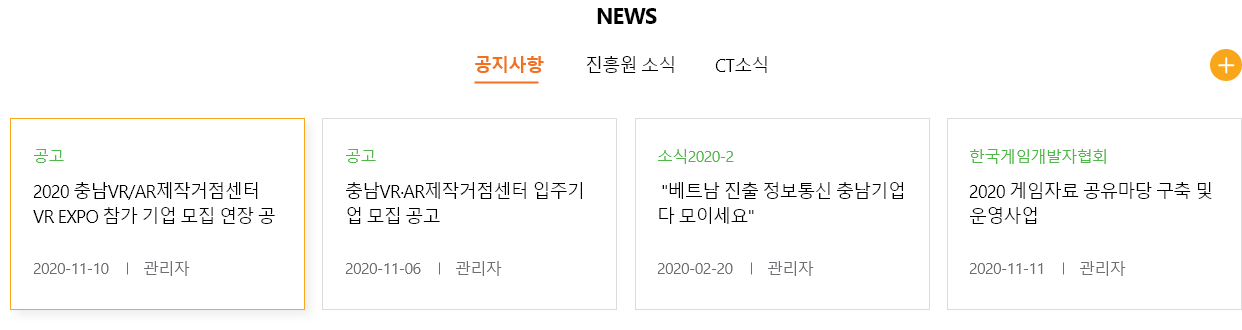 NEWS
공지사항
진흥원 소식
CT소식
공고
2020 충남VR/AR제작거점센터
VR EXPO 참가 기업 모집 연장 공
2020-11-10 | 관리자
공고
충남VR·AR제작거점센터 입주기
업 모집 공고
2020-11-06 | 관리자
소식2020-2
"베트남 진출 정보통신 충남기업
다 모이세요"
2020-02-20 | 관리자
한국게임개발자협회
2020 게임자료 공유마당 구축 및
운영사업
2020-11-11 | 관리자